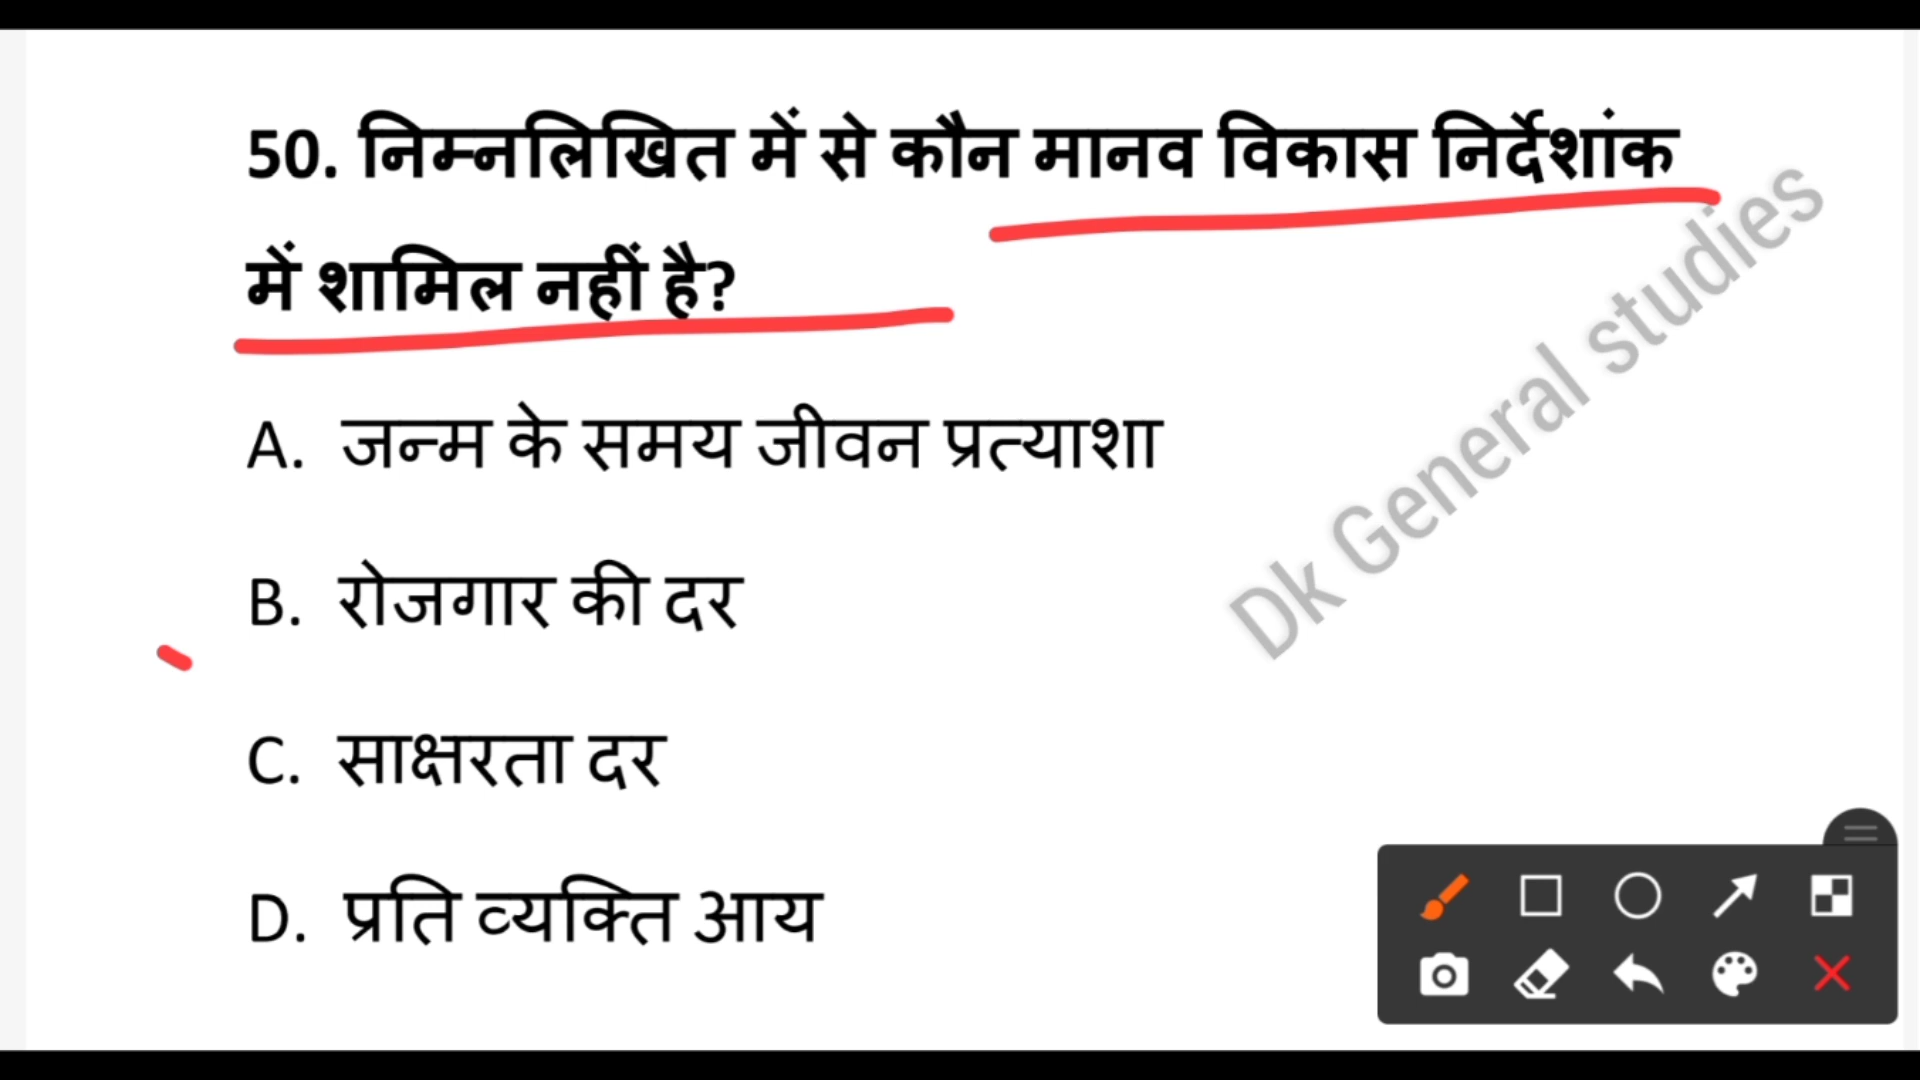 50. निम्नलिखित में से कौन मानव विकास निर्देशांक
में शामिल नहीं है?
A. जन्म के समय जीवन प्रत्याशा
B. रोजगार की दर
C. साक्षरता दर
D. प्रति व्यक्ति आय
Dk General studies